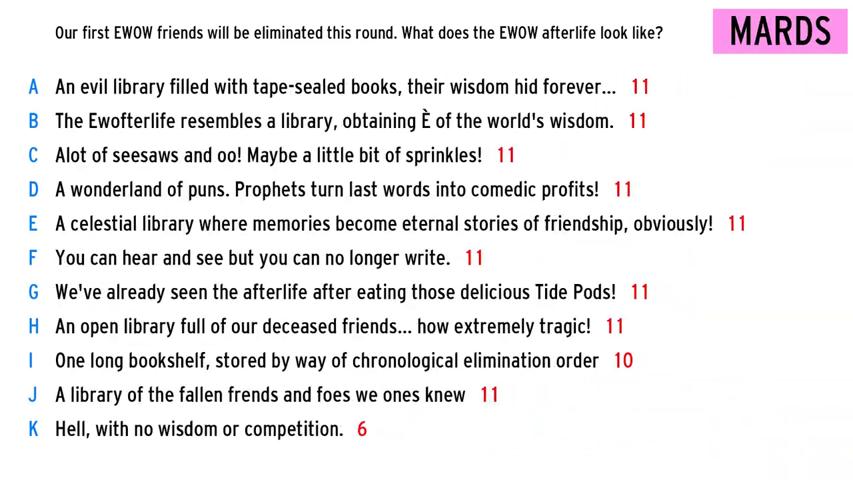 Our first EWOW friends will be eliminated this round. What does the EWOW afterlife look like?
MARDS
A An evil library filled with tape-sealed books, their wisdom hid forever... 11
B The Ewofterlife resembles a library, obtaining È of the world's wisdom. 11
C Alot of seesaws and oo! Maybe a little bit of sprinkles! 11
D A wonderland of puns. Prophets turn last words into comedic profits! 11
E A celestial library where memories become eternal stories of friendship, obviously! 11
F You can hear and see but you can no longer write. 11
G We've already seen the afterlife after eating those delicious Tide Pods! 11
H An open library full of our deceased friends... how extremely tragic! 11
I One long bookshelf, stored by way of chronological elimination order 10
J A library of the fallen frends and foes we ones knew 11
K Hell, with no wisdom or competition. 6